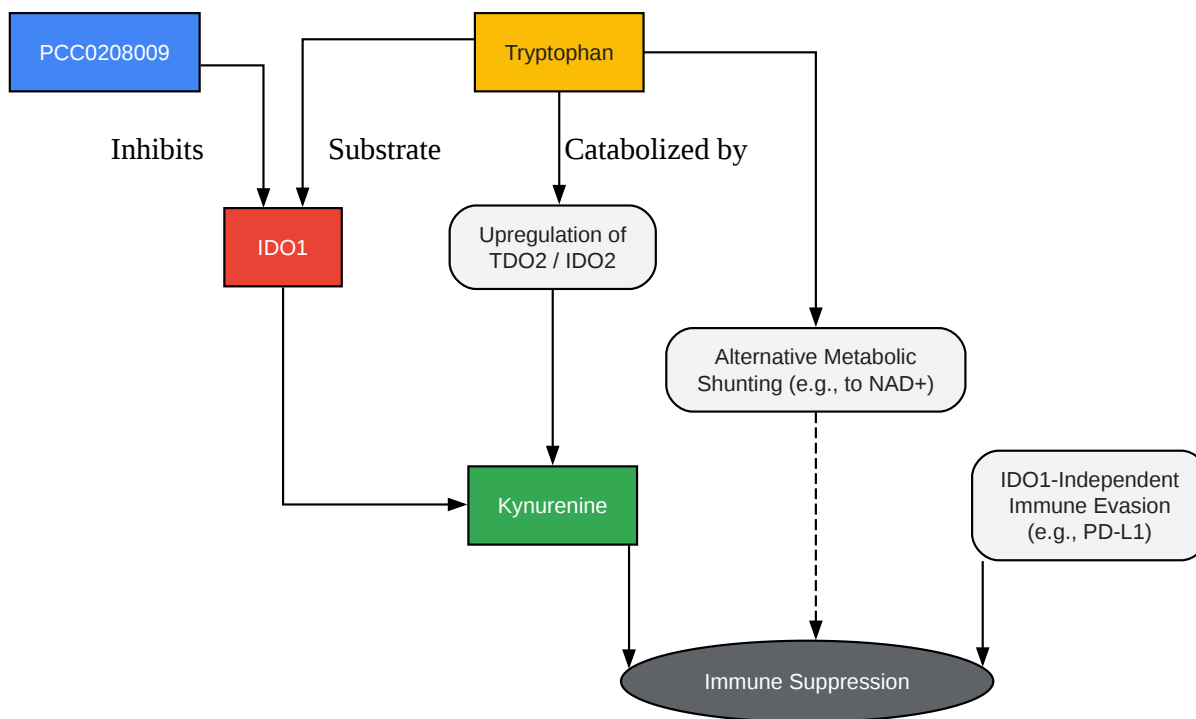 PCC0208009
Tryptophan
Inhibits
Substrate
Catabolized by
IDO1
Upregulation of
TDO2 / IDO2
Alternative Metabolic
Shunting (e.g., to NAD+)
Kynurenine
IDO1-Independent
Immune Evasion
(e.g., PD-L1)
Immune Suppression